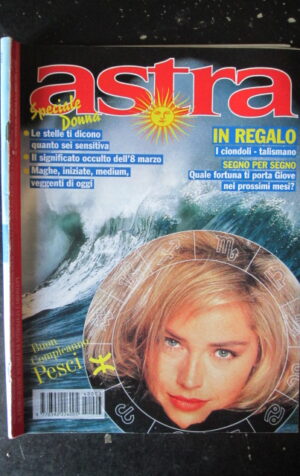 astra
Speciale
Donna
• Le stelle ti dicono
quanto sei sensitiva
• Il significato occulto dell'8 marzo
• Maghe, iniziate, medium,
veggenti di oggi
IN REGALO
I ciondoli - talismano
SEGNO PER SEGNO
Quale fortuna ti porta Giove
nei prossimi mesi?
Buon
Compleanno
Pesci